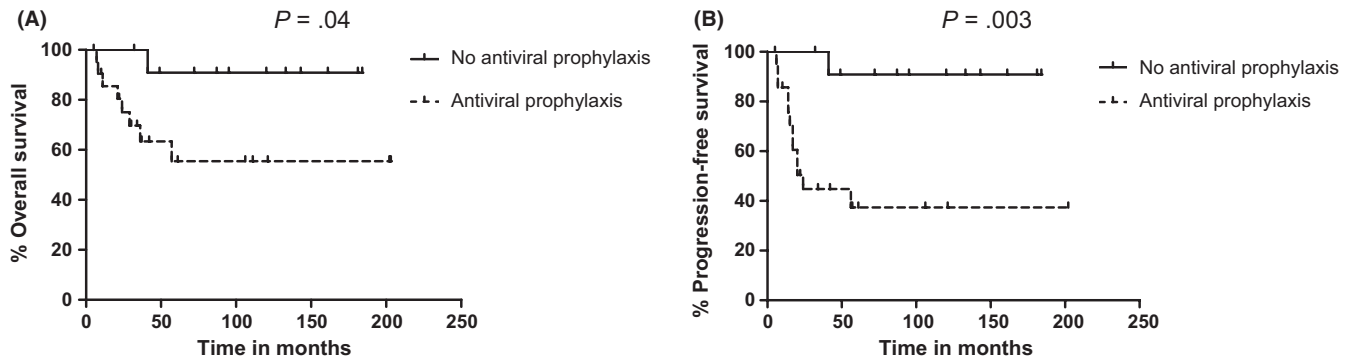 (A)
P = .04
% Overall survival
100
80
60
40
20
0
0 50 100 150 200 250
Time in months
No antiviral prophylaxis
Antiviral prophylaxis
(B)
P = .003
% Progression-free survival
100
80
60
40
20
0
0 50 100 150 200 250
Time in months
No antiviral prophylaxis
Antiviral prophylaxis